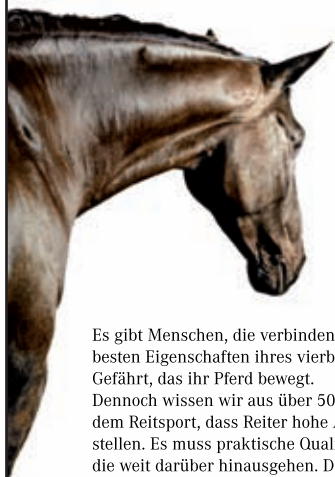 Es gibt Menschen, die verbinden
besten Eigenschaften ihres vierb
Gefährt, das ihr Pferd bewegt.
Dennoch wissen wir aus über 50
dem Reitsport, dass Reiter hohe
stellen. Es muss praktische Qual
die weit darüber hinausgehen. D